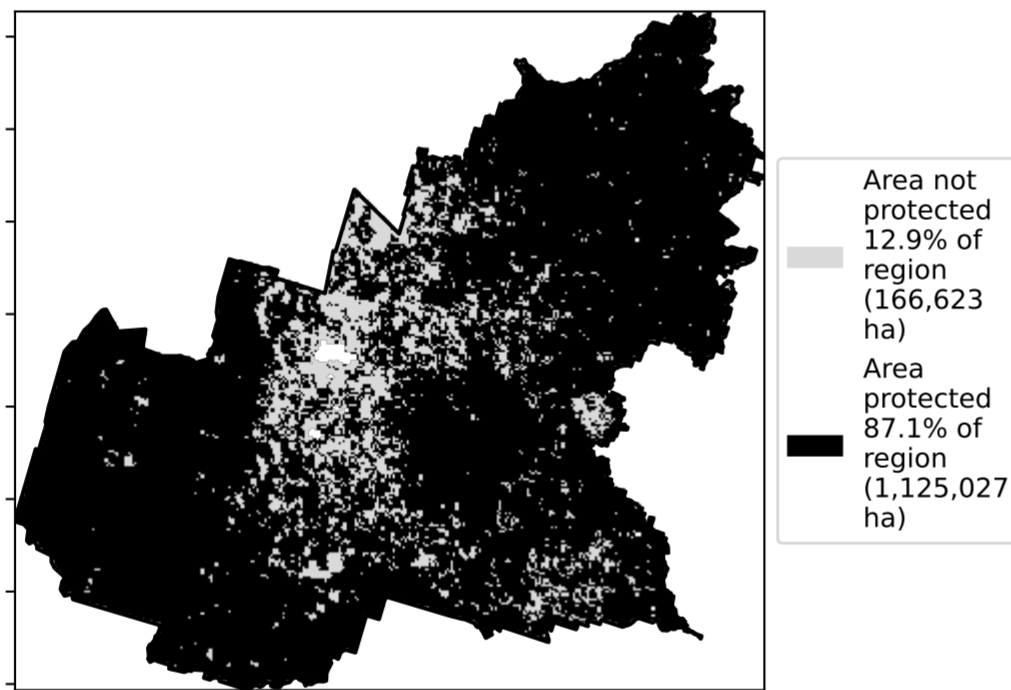 Area not
protected
12.9% of
region
(166,623
ha)
Area
protected
87.1% of
region
(1,125,027
ha)